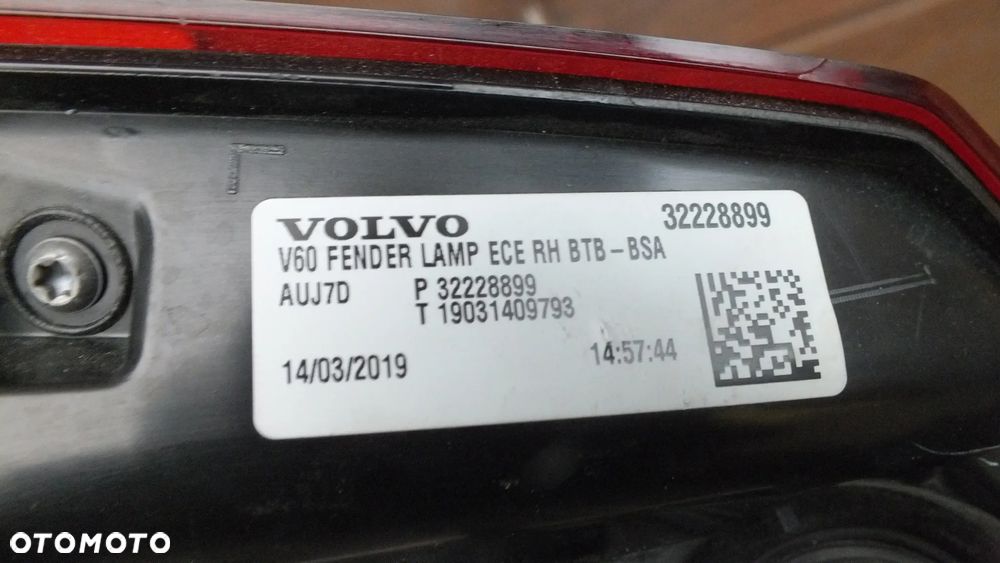 VOLVO 32228899
V60 FENDER LAMP ECE RH BTB-BSA
AUJ7D P 32228899
T 19031409793
14/03/2019 14:57:44
OTOMOTO